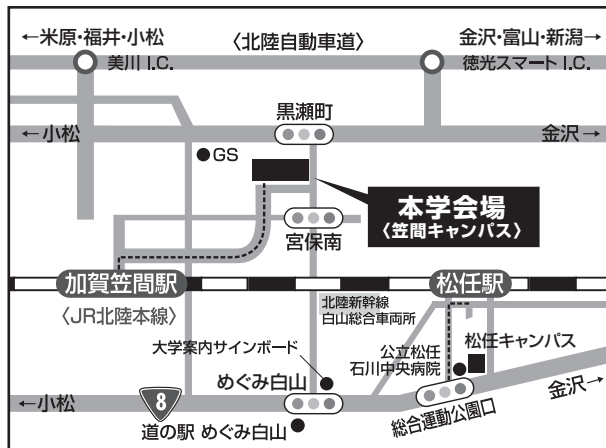 ←米原・福井・小松
〈北陸自動車道〉
金沢・富山・新潟→
美川 I.C.
徳光スマート I.C.
黒瀬町
←小松
金沢→
GS
本学会場
〈笠間キャンパス〉
宮保南
加賀笠間駅
松任駅
〈JR北陸本線〉
北陸新幹線
白山総合車両所
大学案内サインボード
公立松任
石川中央病院
松任キャンパス
めぐみ白山
金沢→
←小松
8
総合運動公園口
道の駅 めぐみ白山